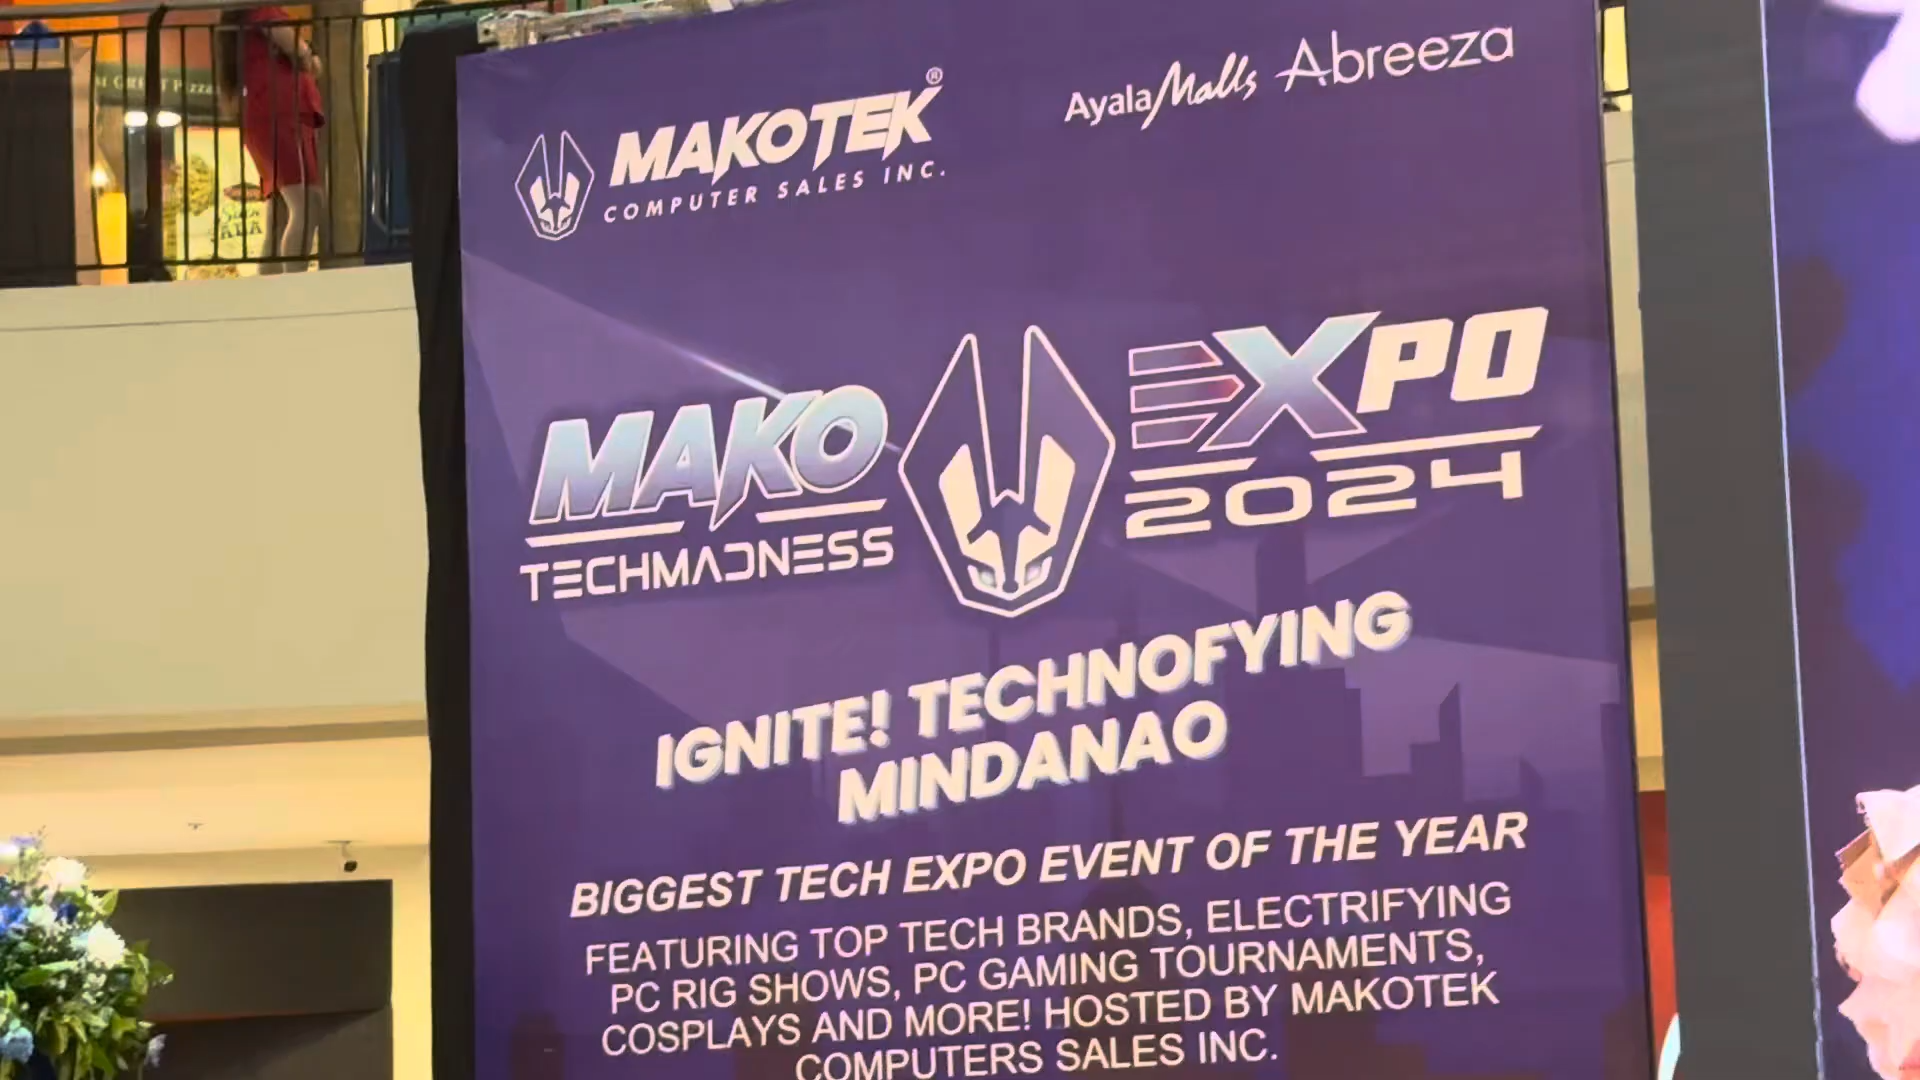 MAKOTEK®
COMPUTER SALES INC.
Ayala Malls Abreeza
MAKO
TECHMADNESS
EXPO
2024
IGNITE! TECHNOFYING
MINDANAO
BIGGEST TECH EXPO EVENT OF THE YEAR
FEATURING TOP TECH BRANDS, ELECTRIFYING
PC RIG SHOWS, PC GAMING TOURNAMENTS,
COSPLAYS AND MORE! HOSTED BY MAKOTEK
COMPUTERS SALES INC.